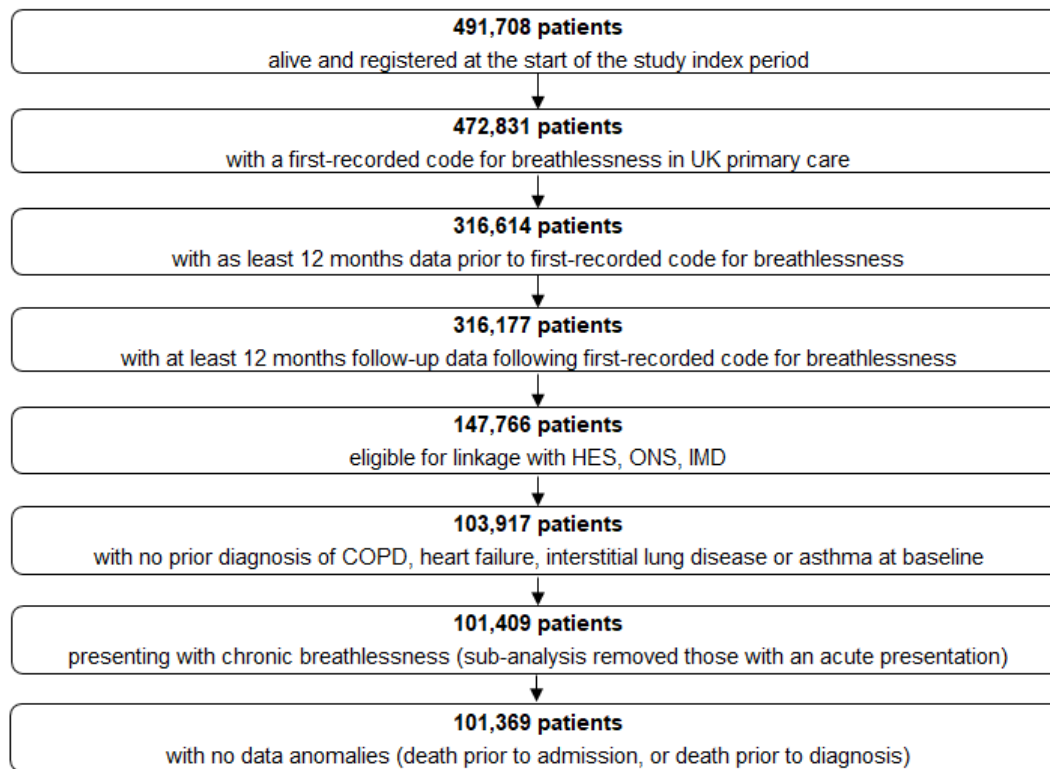 491,708 patients
alive and registered at the start of the study index period
472,831 patients
with a first-recorded code for breathlessness in UK primary care
316,614 patients
with as least 12 months data prior to first-recorded code for breathlessness
316,177 patients
with at least 12 months follow-up data following first-recorded code for breathlessness
147,766 patients
eligible for linkage with HES, ONS, IMD
103,917 patients
with no prior diagnosis of COPD, heart failure, interstitial lung disease or asthma at baseline
101,409 patients
presenting with chronic breathlessness (sub-analysis removed those with an acute presentation)
101,369 patients
with no data anomalies (death prior to admission, or death prior to diagnosis)